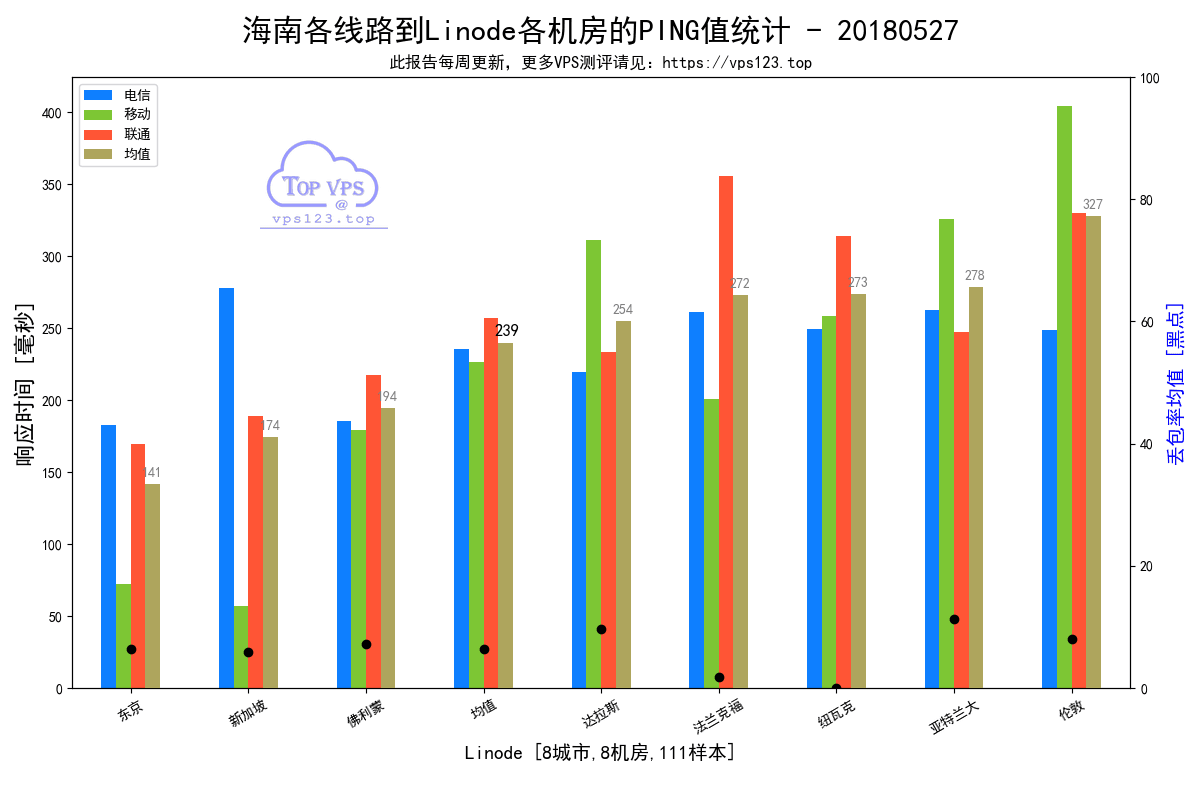 海南各线路到Linode各机房的PING值统计 - 20180527
此报告每周更新，更多VPS测评请见：https://vps123.top
电信
移动
联通
均值
TOP VPS
@
vps123.top
响应时间 [毫秒]
400
350
300
250
200
150
100
50
0
141
174
194
239
254
272
273
278
327
100
80
60
40
20
0
丢包率均值 [黑点]
东京
新加坡
佛利蒙
均值
达拉斯
法兰克福
纽瓦克
亚特兰大
伦敦
Linode [8城市,8机房,111样本]